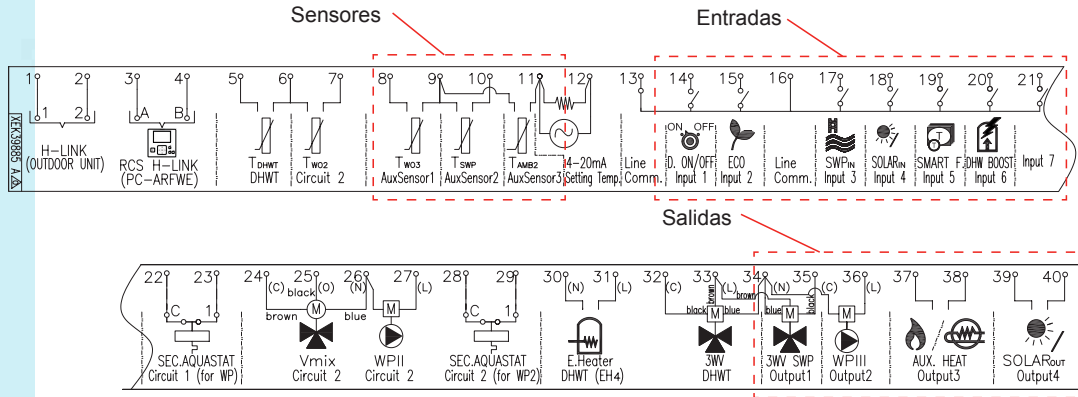 Sensores
Entradas
1 2 3 4 5 6 7 8 9 10 11 12 13 14 15 16 17 18 19 20 21
1 2 A B
ON OFF
H-LINK
(OUTDOOR UNIT)
RCS H-LINK
(PC-ARFWE)
TDHWT
DHWT
TWO2
Circuit 2
TWO3
AuxSensor1
TSWP
AuxSensor2
TAMB2
AuxSensor3
4-20mA
Setting Temp.
Line
Comm.
D. ON/OFF
Input 1
ECO
Input 2
Line
Comm.
SWPIN
Input 3
SOLARIN
Input 4
SMART F.
Input 5
DHW BOOST
Input 6
Input 7
XEK39885 A
Salidas
22 23 24 25 26 27 28 29 30 31 32 33 34 35 36 37 38 39 40
C 1
(C) black (O) (N) (L)
brown M blue M
C 1
(N) (L)
(C) brown (L) brown (N) (C) (L)
black M blue blue M black M
SEC.AQUASTAT
Circuit 1 (for WP)
Vmix
Circuit 2
WPII
Circuit 2
SEC.AQUASTAT
Circuit 2 (for WP2)
E.Heater
DHWT (EH4)
3WV
DHWT
3WV SWP
Output1
WPIII
Output2
AUX. HEAT
Output3
SOLAROUT
Output4